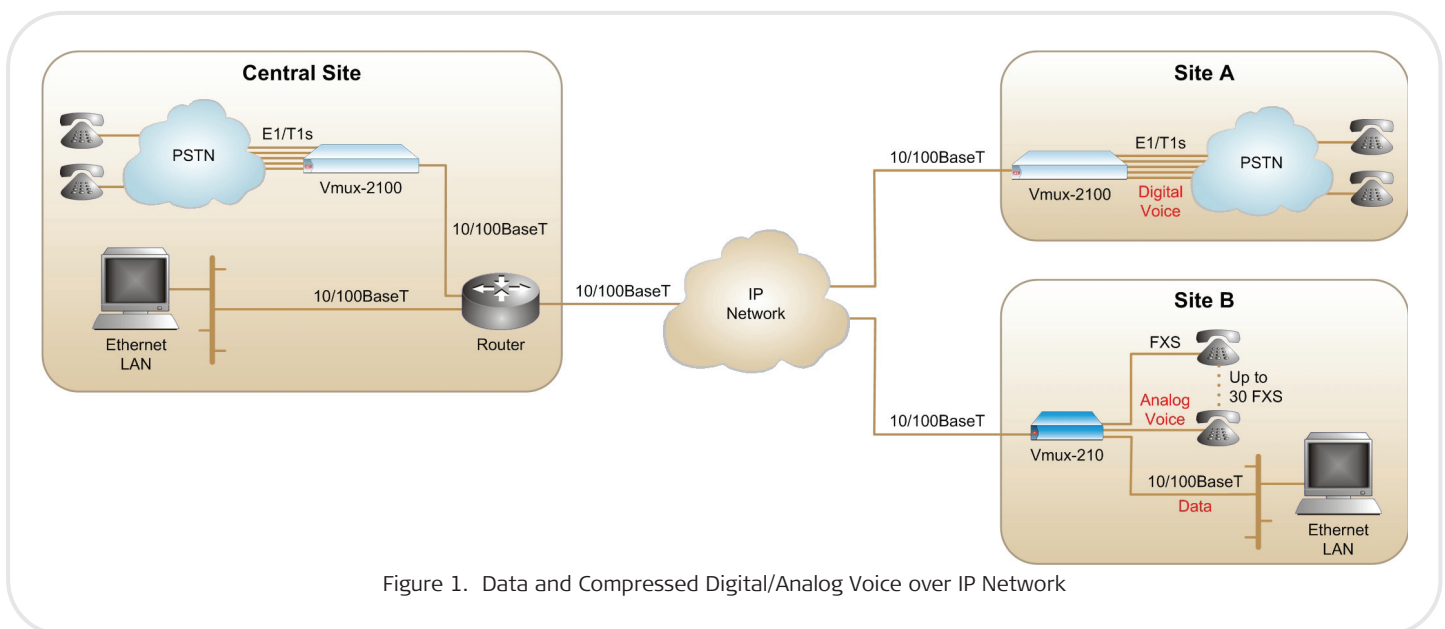 Central Site
PSTN
E1/T1s
Vmux-2100
10/100BaseT
Ethernet
LAN
10/100BaseT
Router
10/100BaseT
IP
Network
Site A
10/100BaseT
Vmux-2100
E1/T1s
Digital
Voice
PSTN
Site B
10/100BaseT
Vmux-210
FXS
Up to
30 FXS
Analog
Voice
10/100BaseT
Data
Ethernet
LAN
Figure 1. Data and Compressed Digital/Analog Voice over IP Network